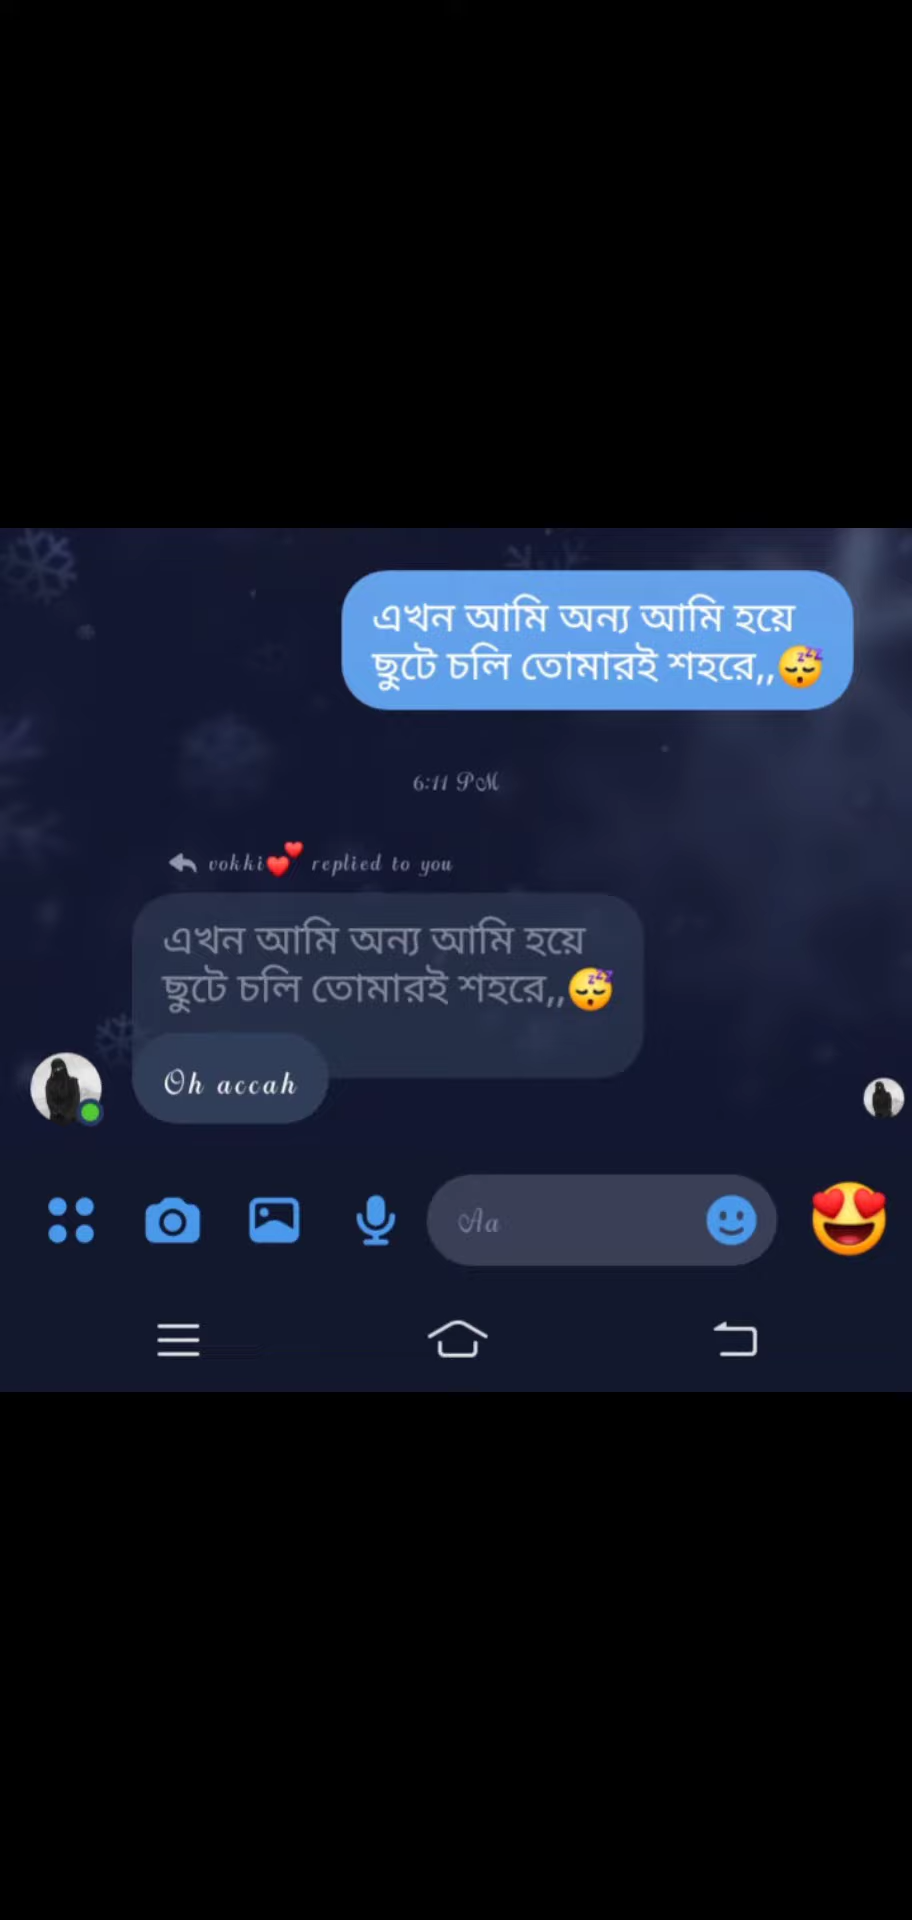 এখন আমি অন্য আমি হয়ে
ছুটে চলি তোমারই শহরে,,😴
6:11 PM
vokki💕 replied to you
এখন আমি অন্য আমি হয়ে
ছুটে চলি তোমারই শহরে,,😴
Oh accah
Aa